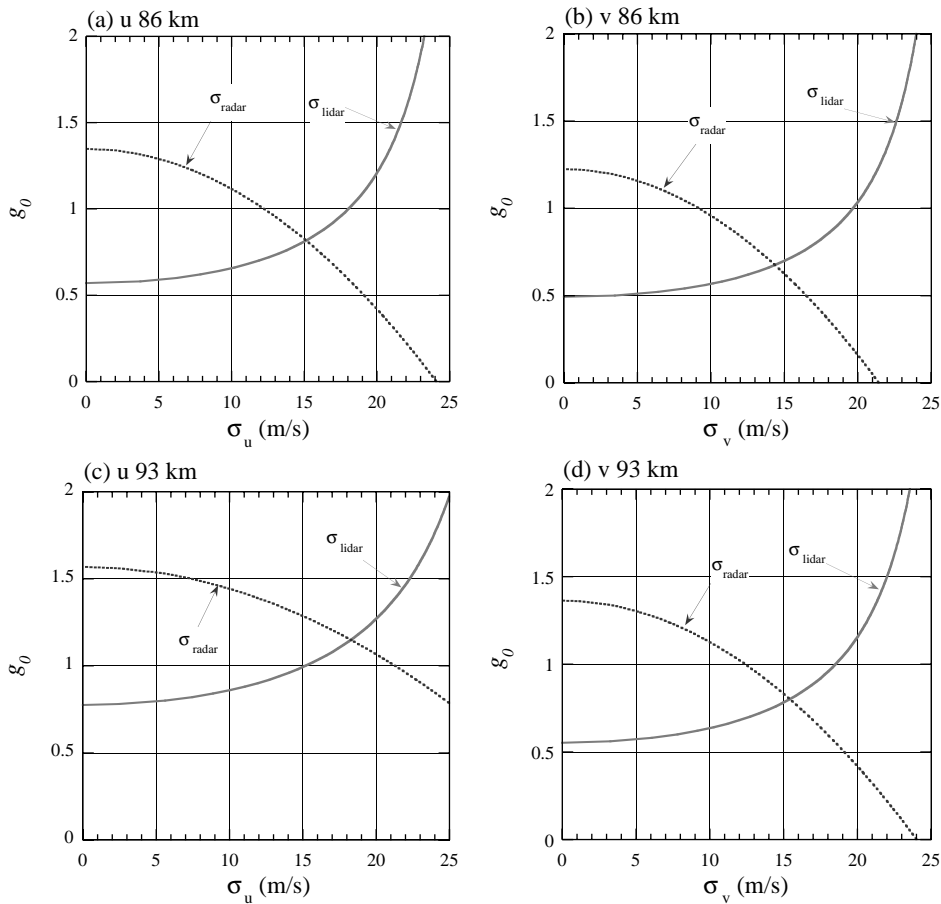 (a) u 86 km
2
1.5
1
0.5
0
g0
σradar
σlidar
0 5 10 15 20 25
σu (m/s)
(b) v 86 km
2
1.5
1
0.5
0
g0
σradar
σlidar
0 5 10 15 20 25
σv (m/s)
(c) u 93 km
2
1.5
1
0.5
0
g0
σradar
σlidar
0 5 10 15 20 25
σu (m/s)
(d) v 93 km
2
1.5
1
0.5
0
g0
σradar
σlidar
0 5 10 15 20 25
σv (m/s)